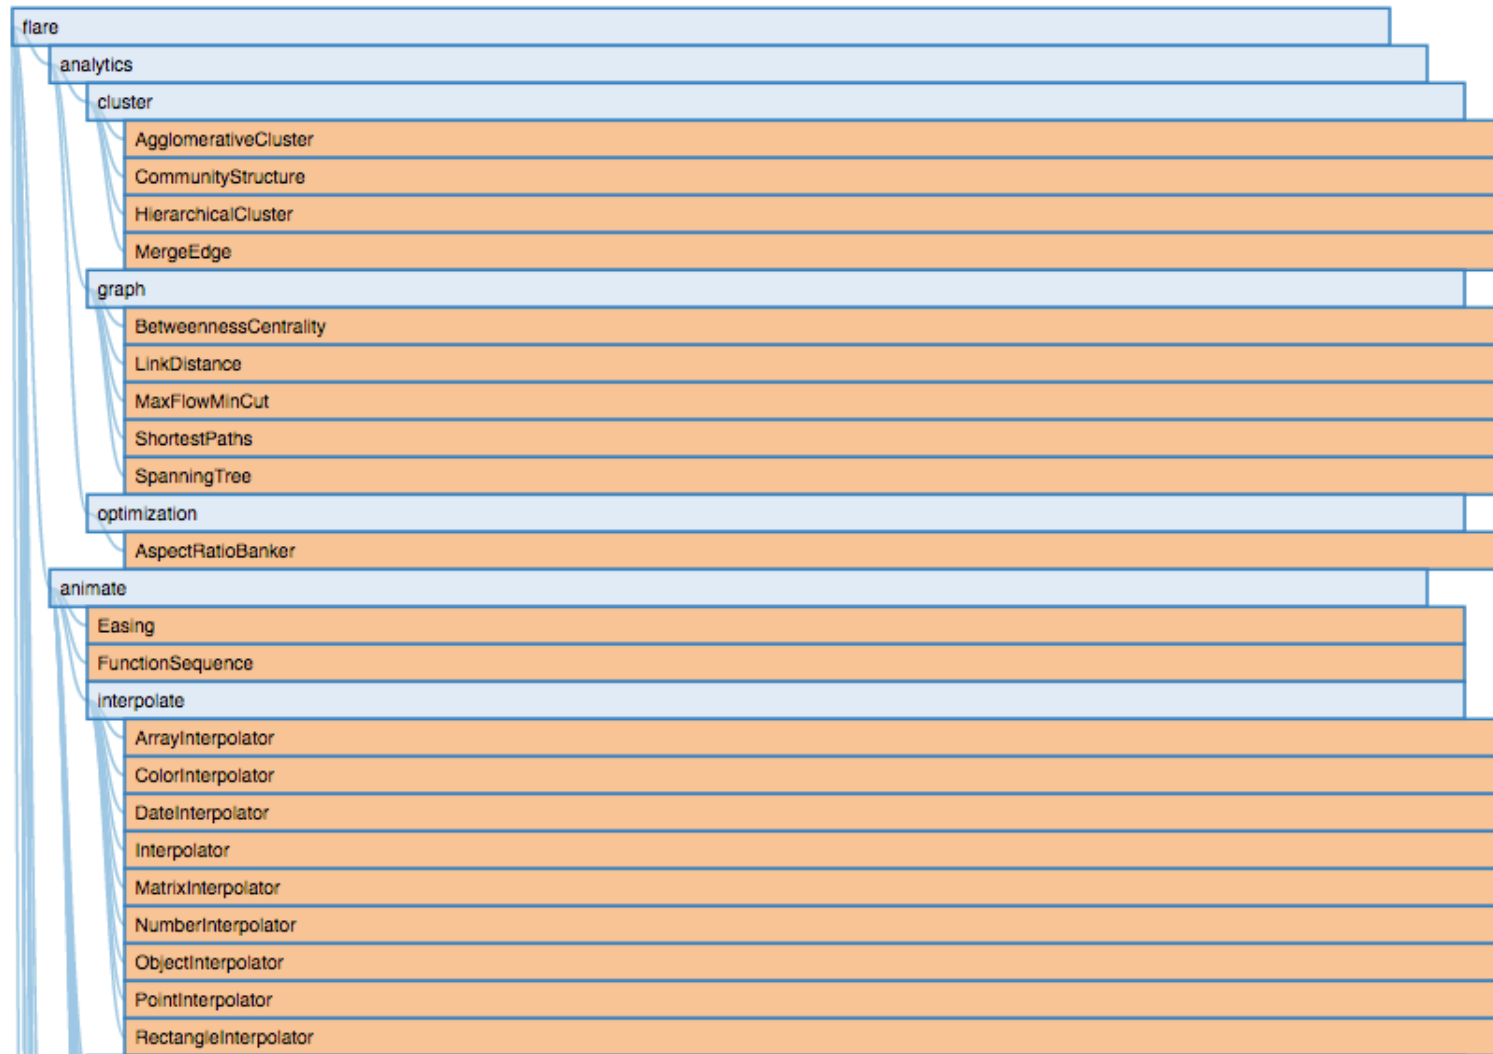 flare
analytics
cluster
AgglomerativeCluster
CommunityStructure
HierarchicalCluster
MergeEdge
graph
BetweennessCentrality
LinkDistance
MaxFlowMinCut
ShortestPaths
SpanningTree
optimization
AspectRatioBanker
animate
Easing
FunctionSequence
interpolate
ArrayInterpolator
ColorInterpolator
DateInterpolator
Interpolator
MatrixInterpolator
NumberInterpolator
ObjectInterpolator
PointInterpolator
RectangleInterpolator